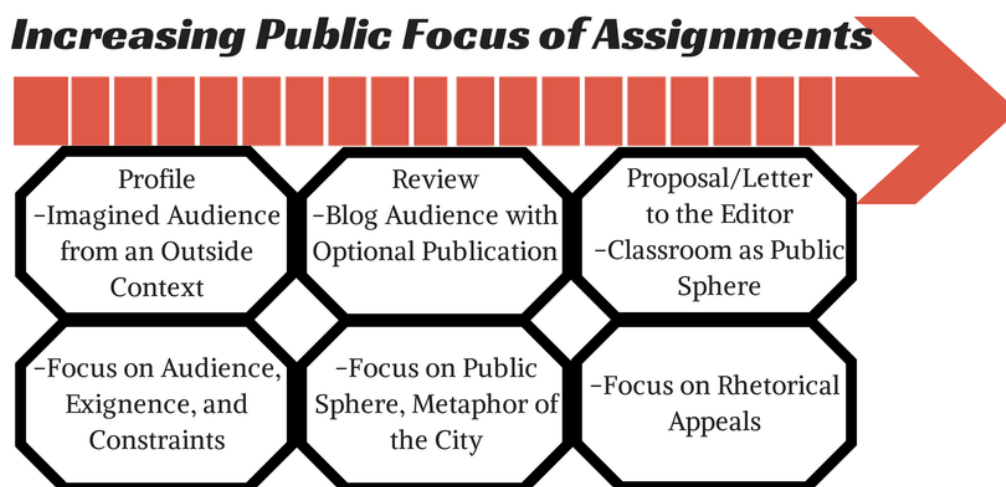 Increasing Public Focus of Assignments
Profile
-Imagined Audience
from an Outside
Context
Review
-Blog Audience with
Optional Publication
Proposal/Letter
to the Editor
-Classroom as Public
Sphere
-Focus on Audience,
Exignence, and
Constraints
-Focus on Public
Sphere, Metaphor of
the City
-Focus on Rhetorical
Appeals